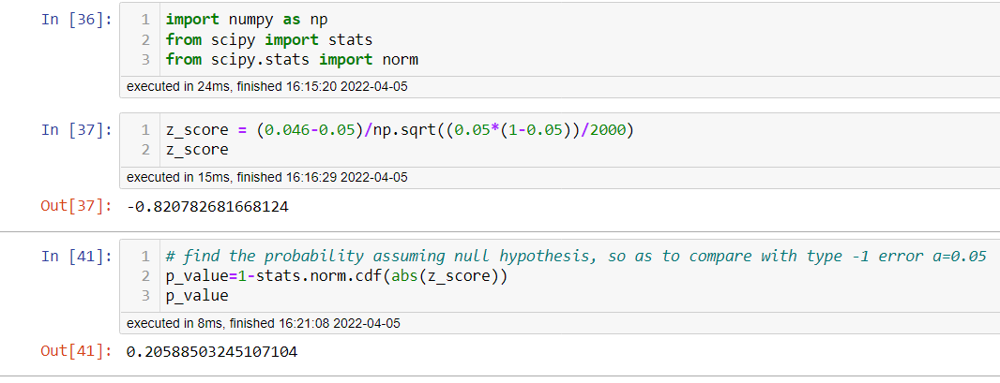 In [36]: 1 import numpy as np
2 from scipy import stats
3 from scipy.stats import norm
executed in 24ms, finished 16:15:20 2022-04-05
In [37]: 1 z_score = (0.046-0.05)/np.sqrt((0.05*(1-0.05))/2000)
2 z_score
executed in 15ms, finished 16:16:29 2022-04-05
Out[37]: -0.820782681668124
In [41]: 1 # find the probability assuming null hypothesis, so as to compare with type -1 error a=0.05
2 p_value=1-stats.norm.cdf(abs(z_score))
3 p_value
executed in 8ms, finished 16:21:08 2022-04-05
Out[41]: 0.20588503245107104